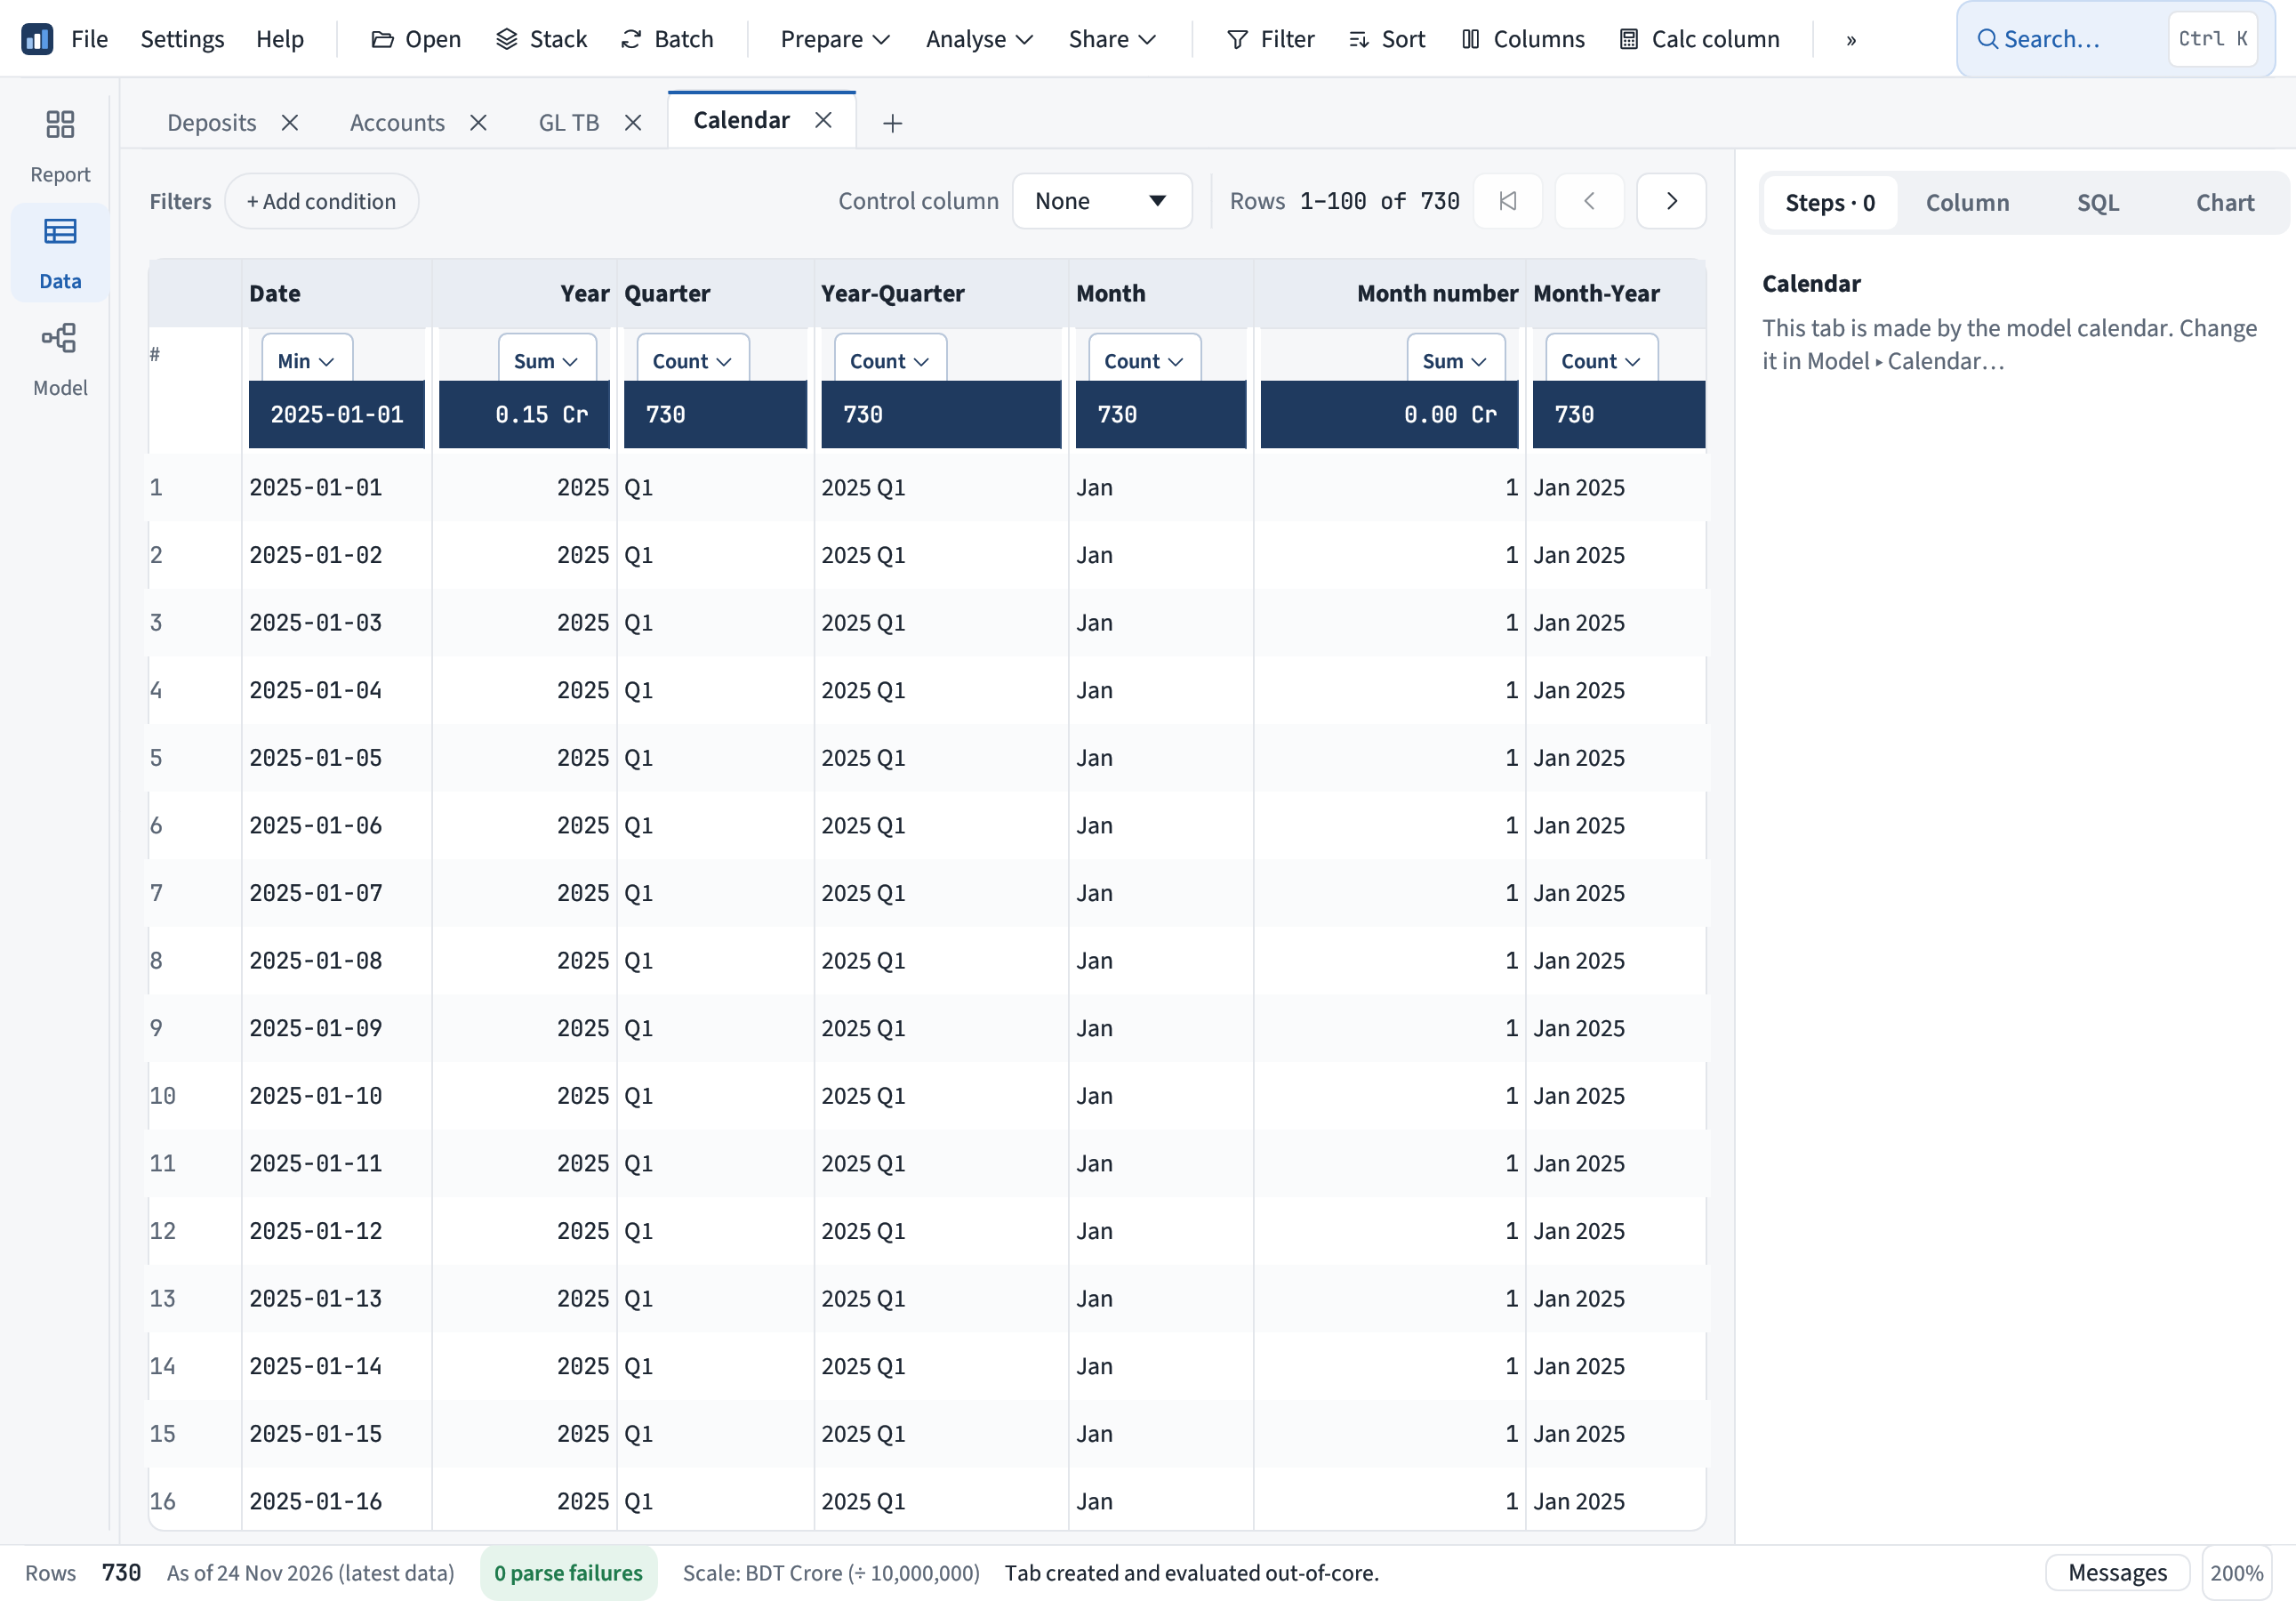 File Settings Help Open Stack Batch Prepare Analyse Share Filter Sort Columns Calc column » Search… Ctrl K
Deposits Accounts GL TB Calendar
Report
Data
Model
Filters + Add condition Control column None Rows 1–100 of 730
Steps · 0 Column SQL Chart
Calendar
This tab is made by the model calendar. Change
it in Model ▸ Calendar…
Date Year Quarter Year-Quarter Month Month number Month-Year
# Min Sum Count Count Count Sum Count
2025-01-01 0.15 Cr 730 730 730 0.00 Cr 730
1 2025-01-01 2025 Q1 2025 Q1 Jan 1 Jan 2025
2 2025-01-02 2025 Q1 2025 Q1 Jan 1 Jan 2025
3 2025-01-03 2025 Q1 2025 Q1 Jan 1 Jan 2025
4 2025-01-04 2025 Q1 2025 Q1 Jan 1 Jan 2025
5 2025-01-05 2025 Q1 2025 Q1 Jan 1 Jan 2025
6 2025-01-06 2025 Q1 2025 Q1 Jan 1 Jan 2025
7 2025-01-07 2025 Q1 2025 Q1 Jan 1 Jan 2025
8 2025-01-08 2025 Q1 2025 Q1 Jan 1 Jan 2025
9 2025-01-09 2025 Q1 2025 Q1 Jan 1 Jan 2025
10 2025-01-10 2025 Q1 2025 Q1 Jan 1 Jan 2025
11 2025-01-11 2025 Q1 2025 Q1 Jan 1 Jan 2025
12 2025-01-12 2025 Q1 2025 Q1 Jan 1 Jan 2025
13 2025-01-13 2025 Q1 2025 Q1 Jan 1 Jan 2025
14 2025-01-14 2025 Q1 2025 Q1 Jan 1 Jan 2025
15 2025-01-15 2025 Q1 2025 Q1 Jan 1 Jan 2025
16 2025-01-16 2025 Q1 2025 Q1 Jan 1 Jan 2025
Rows 730 As of 24 Nov 2026 (latest data) 0 parse failures Scale: BDT Crore (÷ 10,000,000) Tab created and evaluated out-of-core. Messages 200%